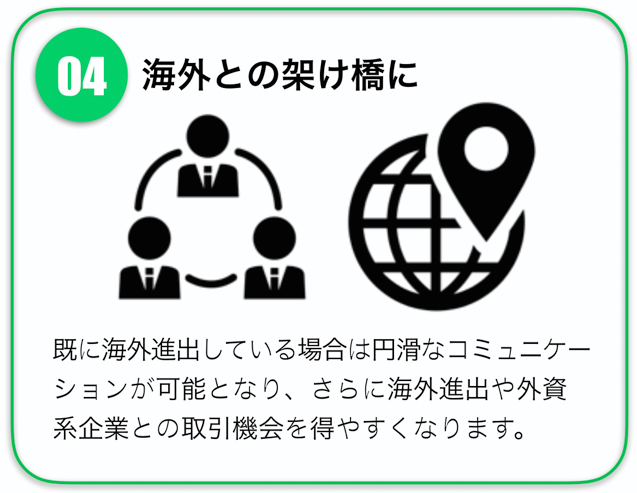 04
海外との架け橋に
既に海外進出している場合は円滑なコミュニケー
ションが可能となり、さらに海外進出や外資
系企業との取引機会を得やすくなります。